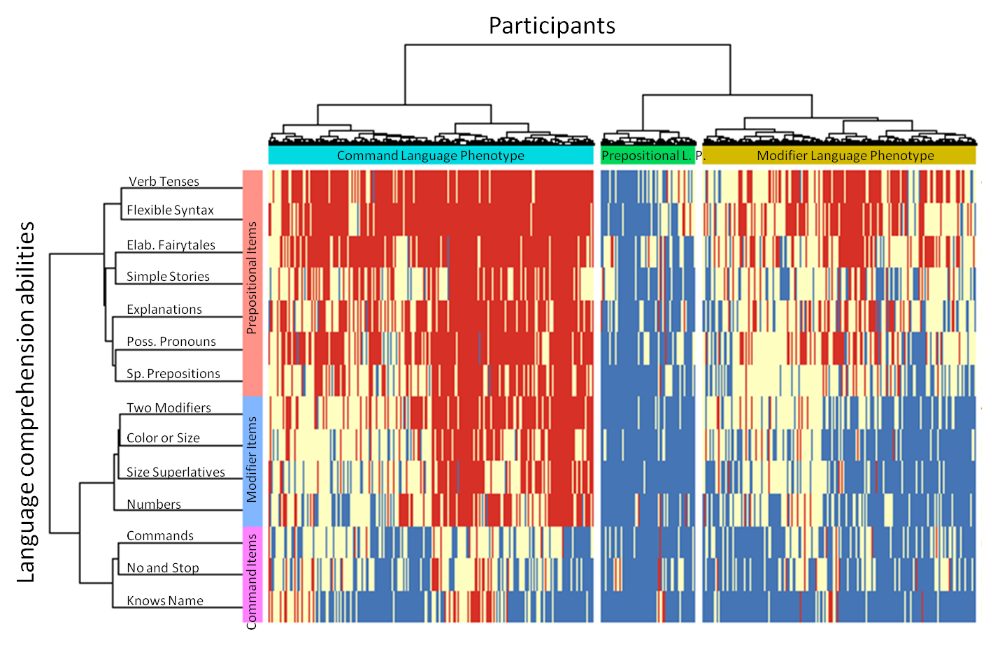 Participants
Command Language Phenotype
Prepositional L. P.
Modifier Language Phenotype
Language comprehension abilities
Verb Tenses
Flexible Syntax
Elab. Fairytales
Simple Stories
Explanations
Poss. Pronouns
Sp. Prepositions
Two Modifiers
Color or Size
Size Superlatives
Numbers
Commands
No and Stop
Knows Name
Prepositional Items
Modifier Items
Command Items